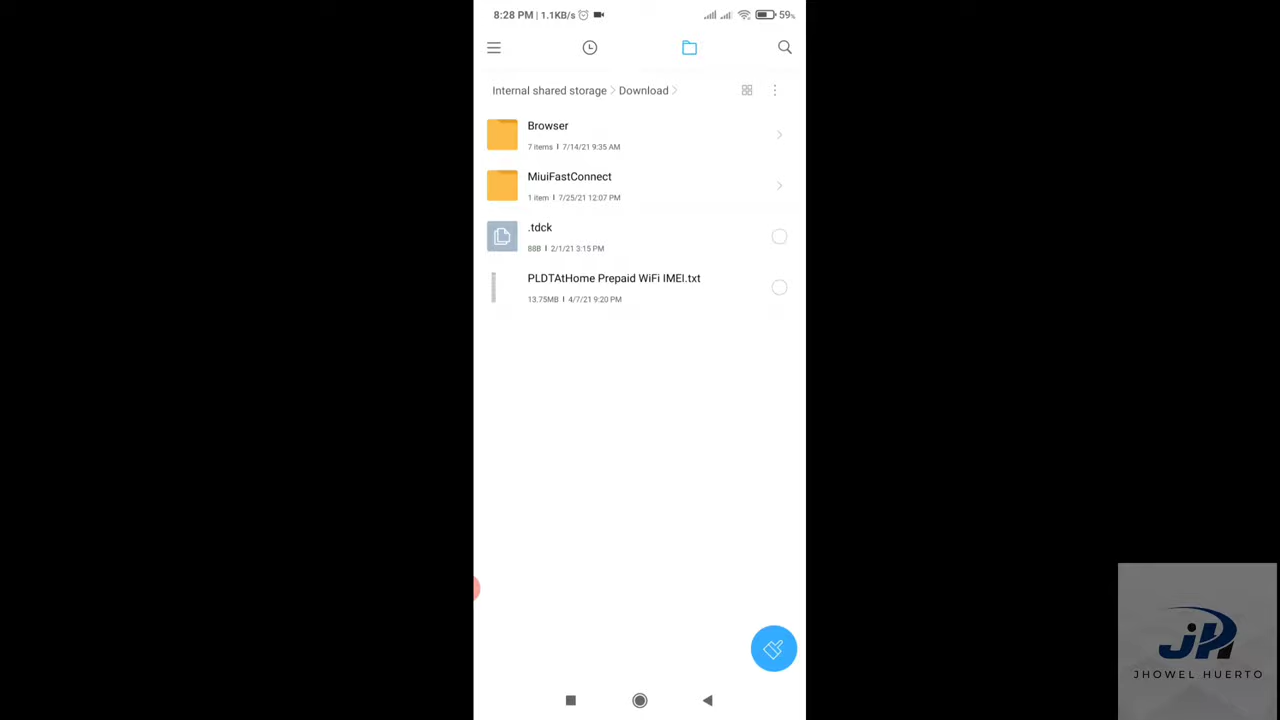 8:28 PM | 1.1KB/s 59%
Internal shared storage Download
Browser
7 items | 7/14/21 9:35 AM
MiuiFastConnect
1 item | 7/25/21 12:07 PM
.tdck
88B | 2/1/21 3:15 PM
PLDTAtHome Prepaid WiFi IMEI.txt
13.75MB | 4/7/21 9:20 PM
JH
JHOWEL HUERTO